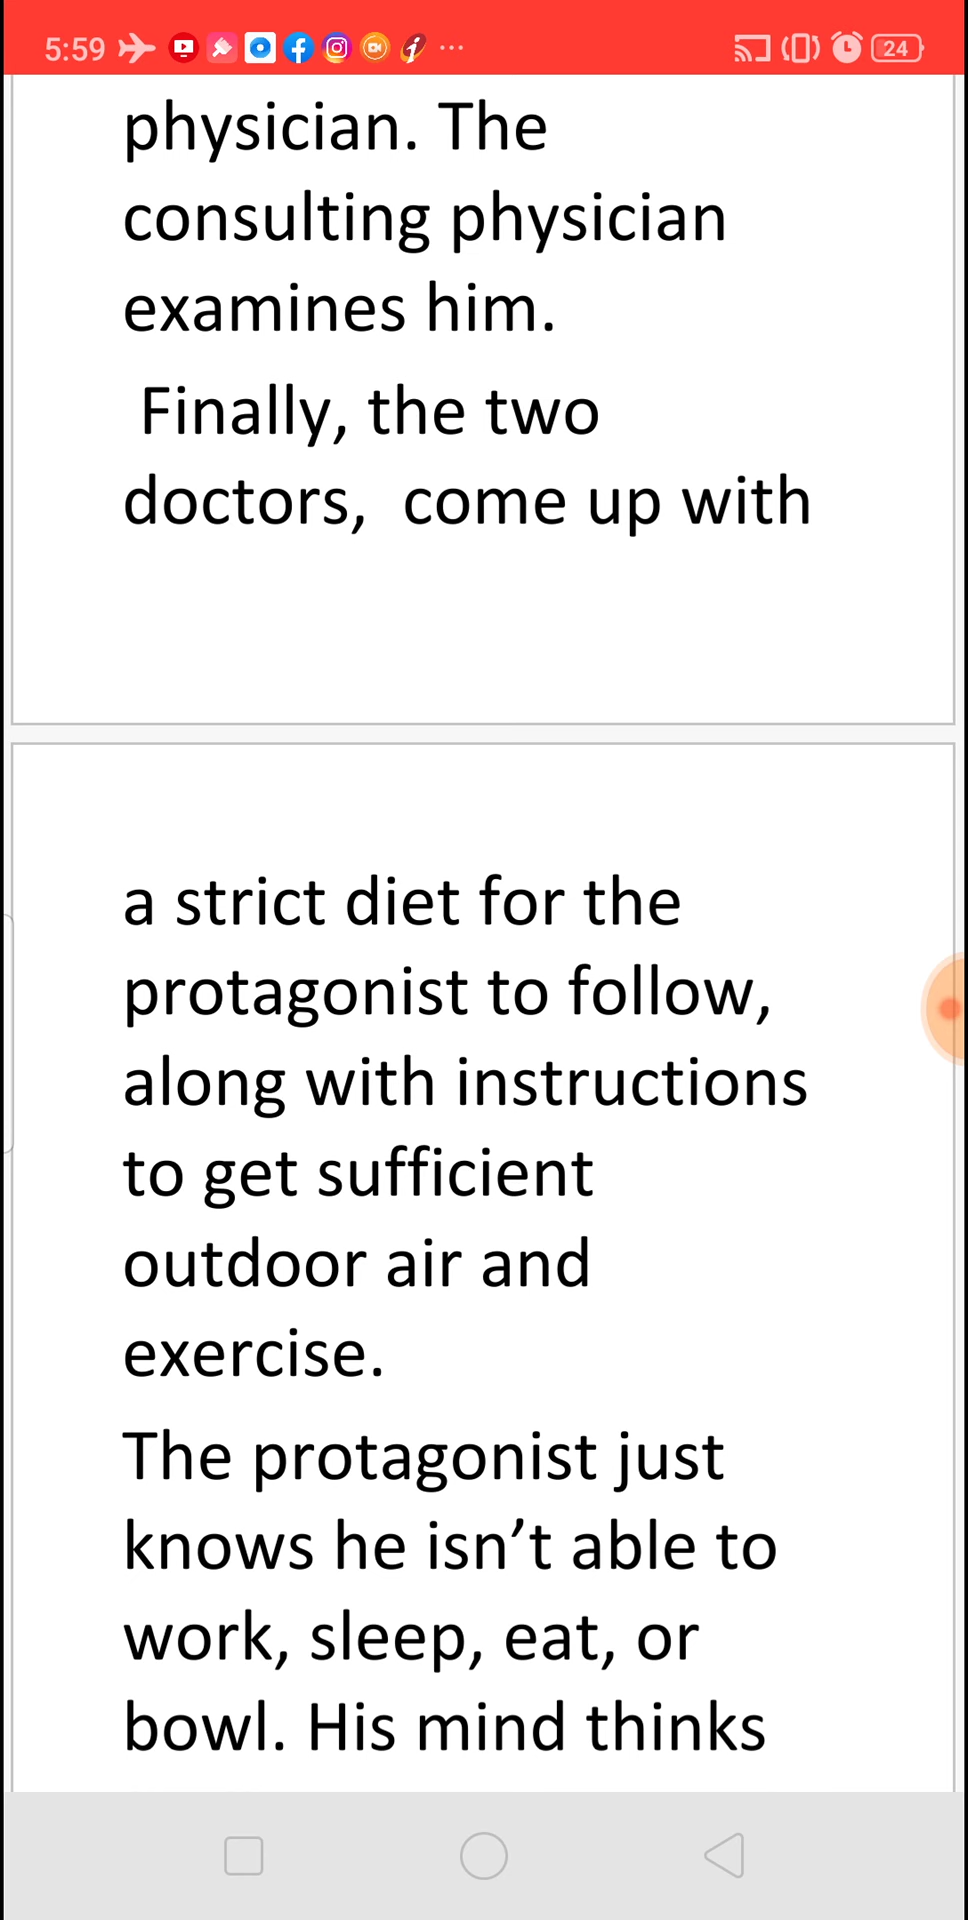 5:59
24
physician. The
consulting physician
examines him.
Finally, the two
doctors,  come up with
a strict diet for the
protagonist to follow,
along with instructions
to get sufficient
outdoor air and
exercise.
The protagonist just
knows he isn’t able to
work, sleep, eat, or
bowl. His mind thinks